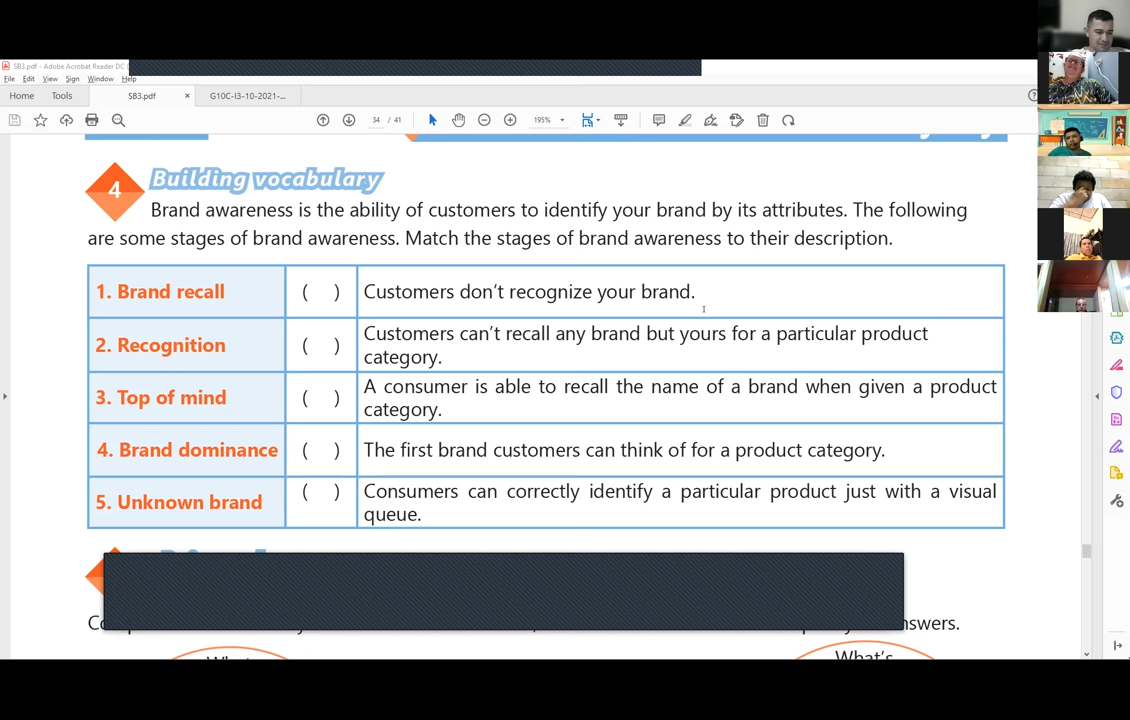 SB3.pdf - Adobe Acrobat Reader DC
File Edit View Sign Window Help
Home Tools SB3.pdf × G10C-I3-10-2021-...
34 / 41 195%
4 Building vocabulary
Brand awareness is the ability of customers to identify your brand by its attributes. The following
are some stages of brand awareness. Match the stages of brand awareness to their description.
1. Brand recall ( ) Customers don't recognize your brand.
2. Recognition ( ) Customers can't recall any brand but yours for a particular product
category.
3. Top of mind ( ) A consumer is able to recall the name of a brand when given a product
category.
4. Brand dominance ( ) The first brand customers can think of for a product category.
5. Unknown brand ( ) Consumers can correctly identify a particular product just with a visual
queue.
What's